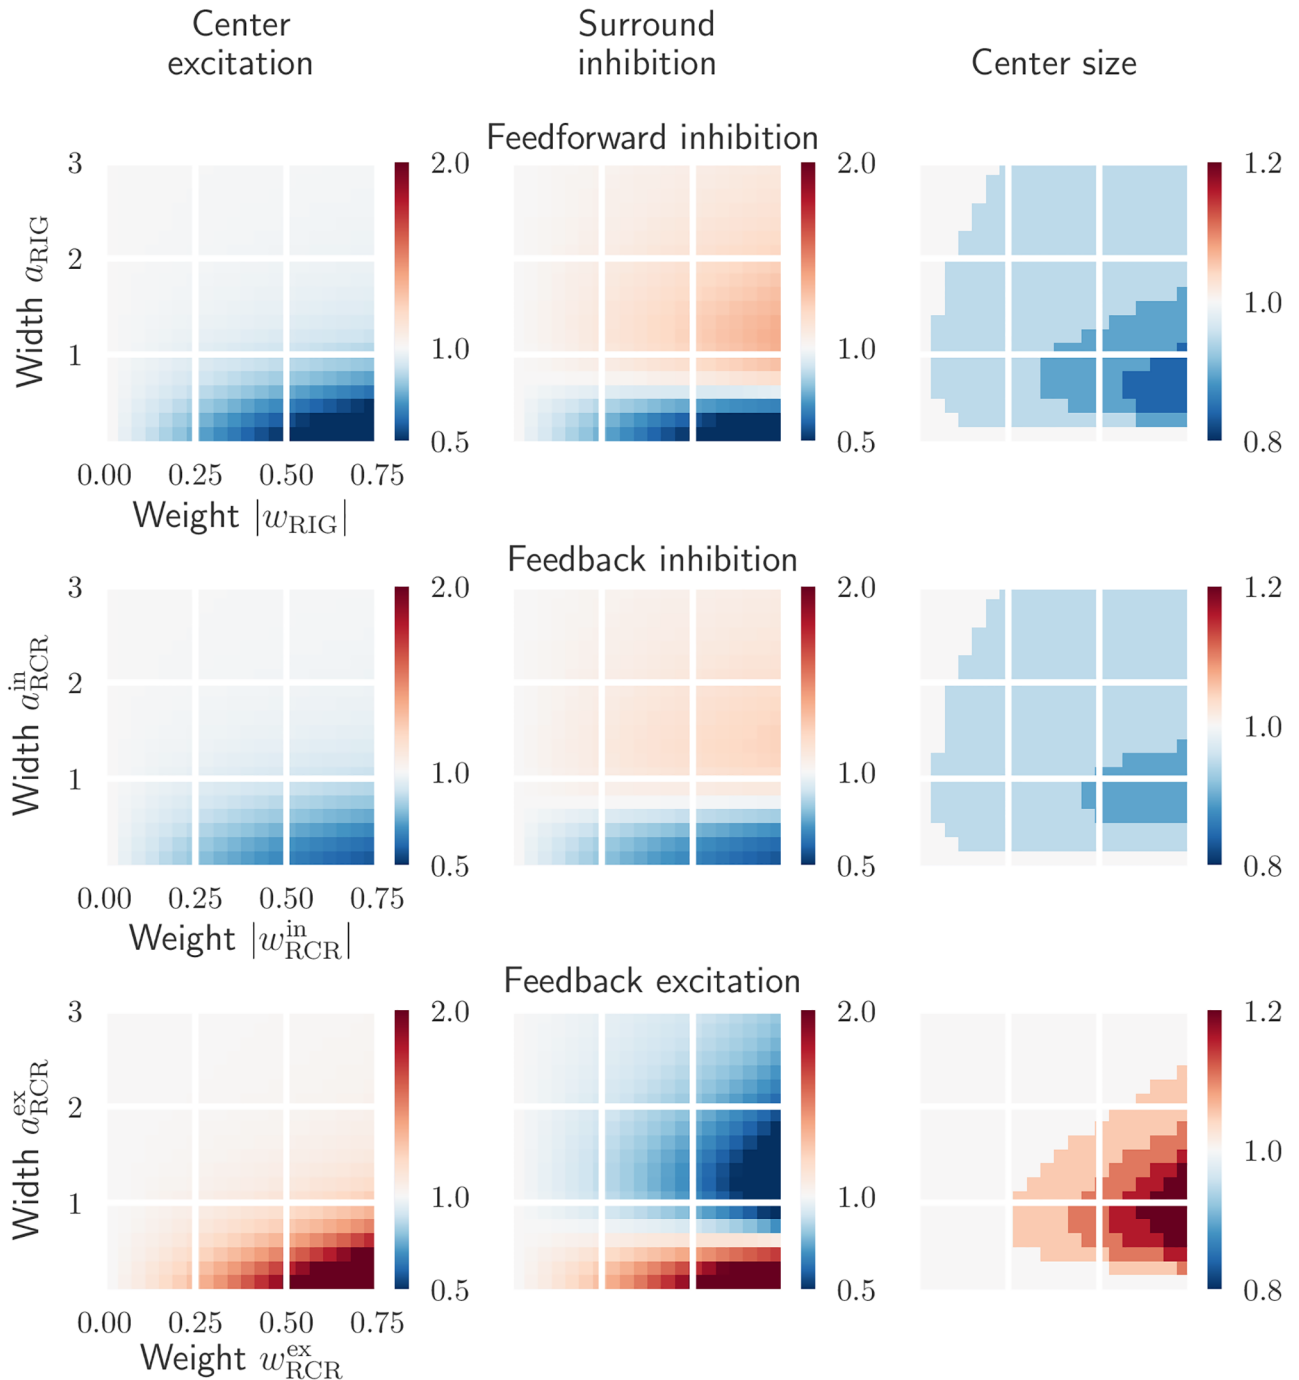 Center
excitation
Surround
inhibition
Center size
Feedforward inhibition
3
2
1
Width a_RIG
0.00 0.25 0.50 0.75
Weight |w_RIG|
2.0
1.0
0.5
2.0
1.0
0.5
1.2
1.0
0.8
Feedback inhibition
3
2
1
Width a^in_RCR
0.00 0.25 0.50 0.75
Weight |w^in_RCR|
2.0
1.0
0.5
2.0
1.0
0.5
1.2
1.0
0.8
Feedback excitation
3
2
1
Width a^ex_RCR
0.00 0.25 0.50 0.75
Weight w^ex_RCR
2.0
1.0
0.5
2.0
1.0
0.5
1.2
1.0
0.8